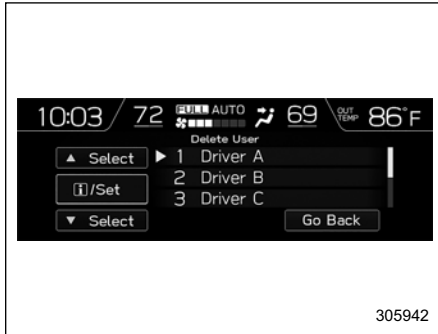 10:03 72 FULL AUTO 69 OUT TEMP 86°F
Delete User
▲ Select ▶ 1 Driver A
i/Set 2 Driver B
3 Driver C
▼ Select Go Back
305942